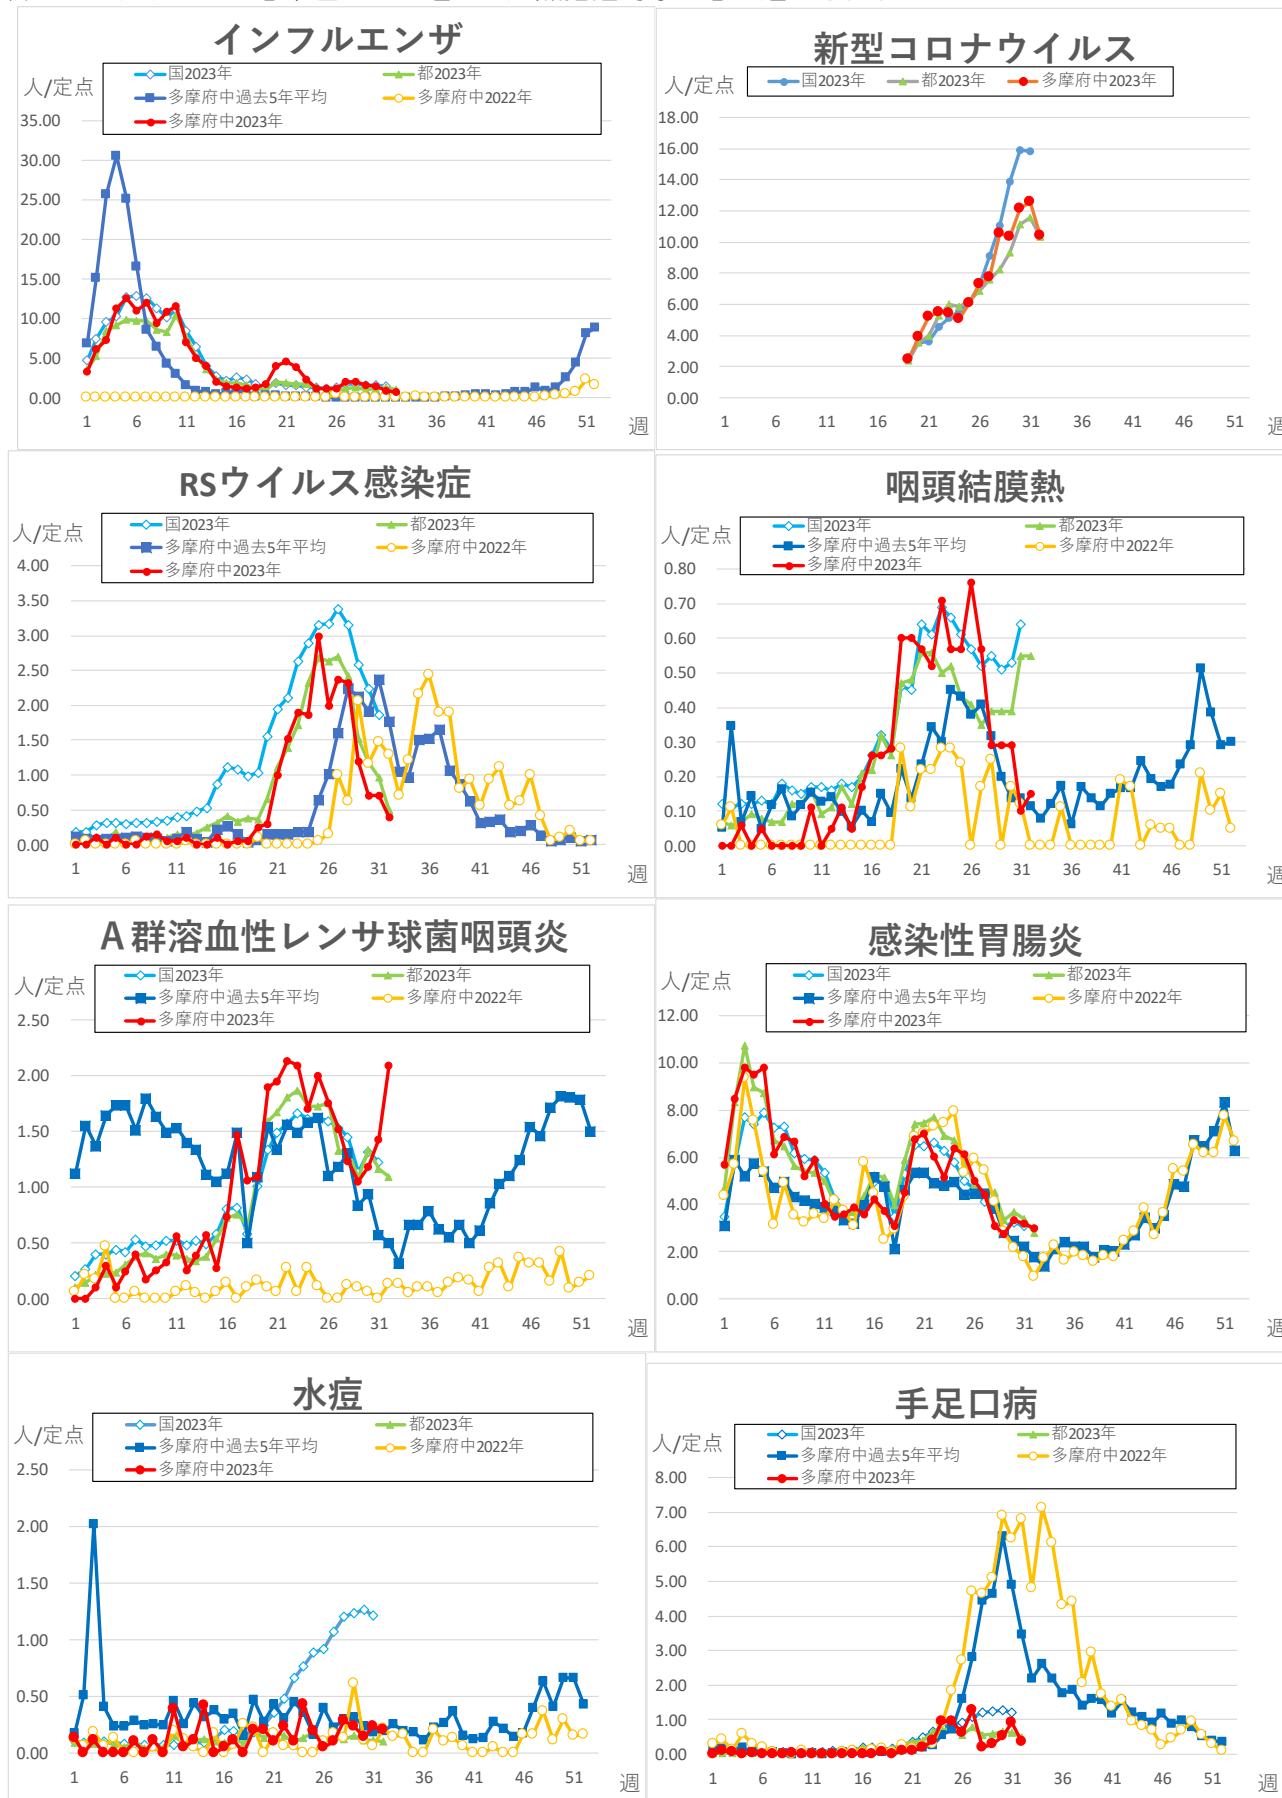 インフルエンザ
人/定点
国2023年
都2023年
多摩府中過去5年平均
多摩府中2022年
多摩府中2023年
35.00
30.00
25.00
20.00
15.00
10.00
5.00
0.00
1 6 11 16 21 26 31 36 41 46 51
週
新型コロナウイルス
人/定点
国2023年 都2023年 多摩府中2023年
18.00
16.00
14.00
12.00
10.00
8.00
6.00
4.00
2.00
0.00
1 6 11 16 21 26 31 36 41 46 51
週
RSウイルス感染症
人/定点
国2023年
都2023年
多摩府中過去5年平均
多摩府中2022年
多摩府中2023年
4.00
3.50
3.00
2.50
2.00
1.50
1.00
0.50
0.00
1 6 11 16 21 26 31 36 41 46 51
週
咽頭結膜熱
人/定点
国2023年
都2023年
多摩府中過去5年平均
多摩府中2022年
多摩府中2023年
0.80
0.70
0.60
0.50
0.40
0.30
0.20
0.10
0.00
1 6 11 16 21 26 31 36 41 46 51
週
A群溶血性レンサ球菌咽頭炎
人/定点
国2023年
都2023年
多摩府中過去5年平均
多摩府中2022年
多摩府中2023年
2.50
2.00
1.50
1.00
0.50
0.00
1 6 11 16 21 26 31 36 41 46 51
週
感染性胃腸炎
人/定点
国2023年
都2023年
多摩府中過去5年平均
多摩府中2022年
多摩府中2023年
12.00
10.00
8.00
6.00
4.00
2.00
0.00
1 6 11 16 21 26 31 36 41 46 51
週
水痘
人/定点
国2023年
都2023年
多摩府中過去5年平均
多摩府中2022年
多摩府中2023年
2.50
2.00
1.50
1.00
0.50
0.00
1 6 11 16 21 26 31 36 41 46 51
週
手足口病
人/定点
国2023年
都2023年
多摩府中過去5年平均
多摩府中2022年
多摩府中2023年
8.00
7.00
6.00
5.00
4.00
3.00
2.00
1.00
0.00
1 6 11 16 21 26 31 36 41 46 51
週